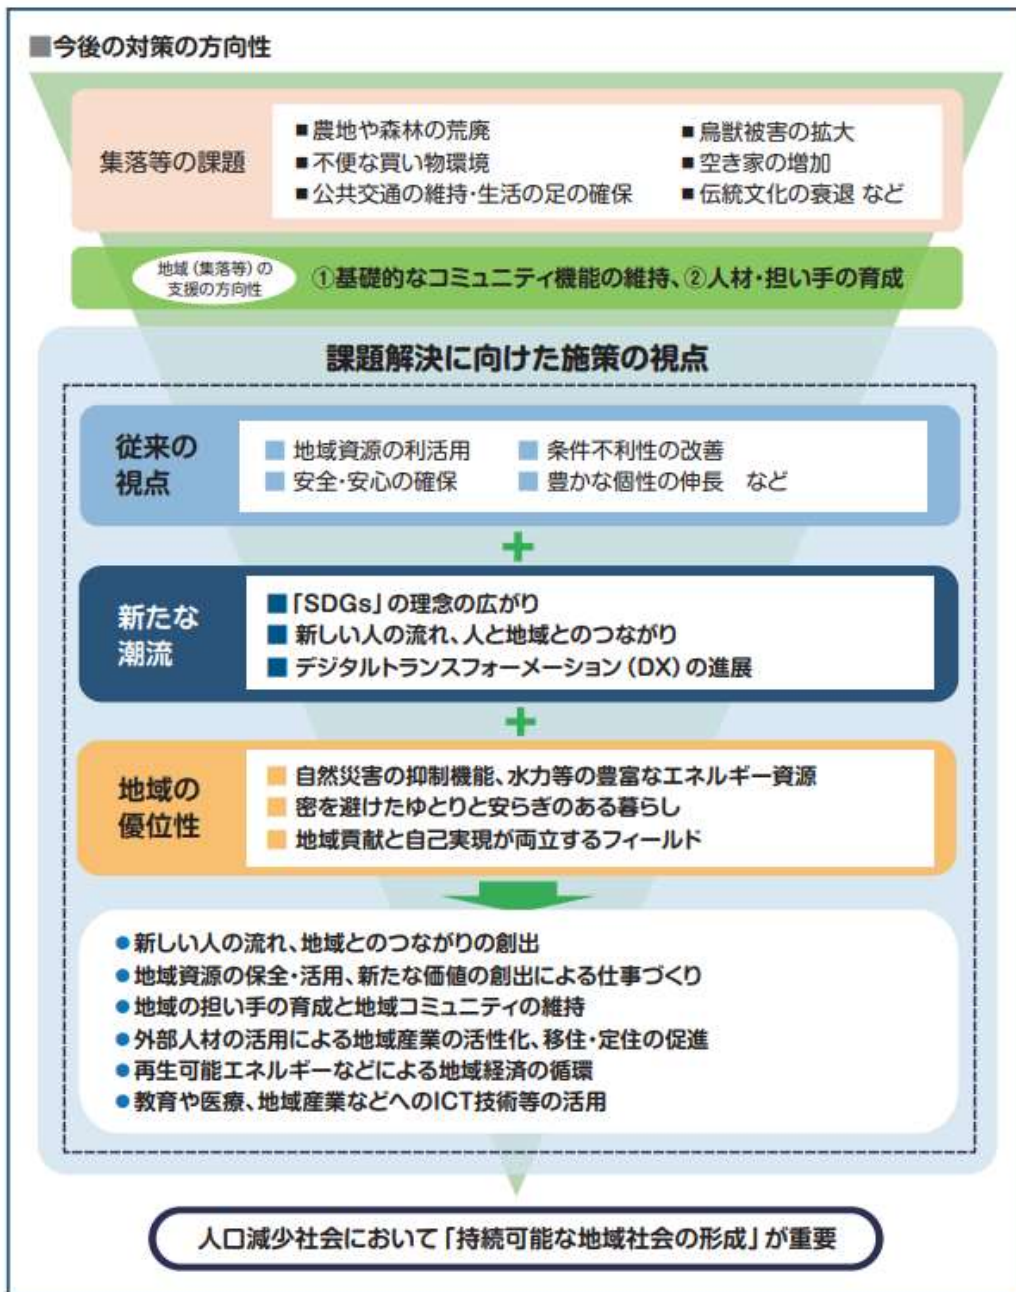 ■今後の対策の方向性
集落等の課題
■農地や森林の荒廃
■不便な買い物環境
■公共交通の維持・生活の足の確保
■鳥獣被害の拡大
■空き家の増加
■伝統文化の衰退 など
地域（集落等）の
支援の方向性
①基礎的なコミュニティ機能の維持、②人材・担い手の育成
課題解決に向けた施策の視点
従来の
視点
■地域資源の利活用
■安全・安心の確保
■条件不利性の改善
■豊かな個性の伸長　など
+
新たな
潮流
■「SDGs」の理念の広がり
■新しい人の流れ、人と地域とのつながり
■デジタルトランスフォーメーション（DX）の進展
+
地域の
優位性
■自然災害の抑制機能、水力等の豊富なエネルギー資源
■密を避けたゆとりと安らぎのある暮らし
■地域貢献と自己実現が両立するフィールド
●新しい人の流れ、地域とのつながりの創出
●地域資源の保全・活用、新たな価値の創出による仕事づくり
●地域の担い手の育成と地域コミュニティの維持
●外部人材の活用による地域産業の活性化、移住・定住の促進
●再生可能エネルギーなどによる地域経済の循環
●教育や医療、地域産業などへのICT技術等の活用
人口減少社会において「持続可能な地域社会の形成」が重要